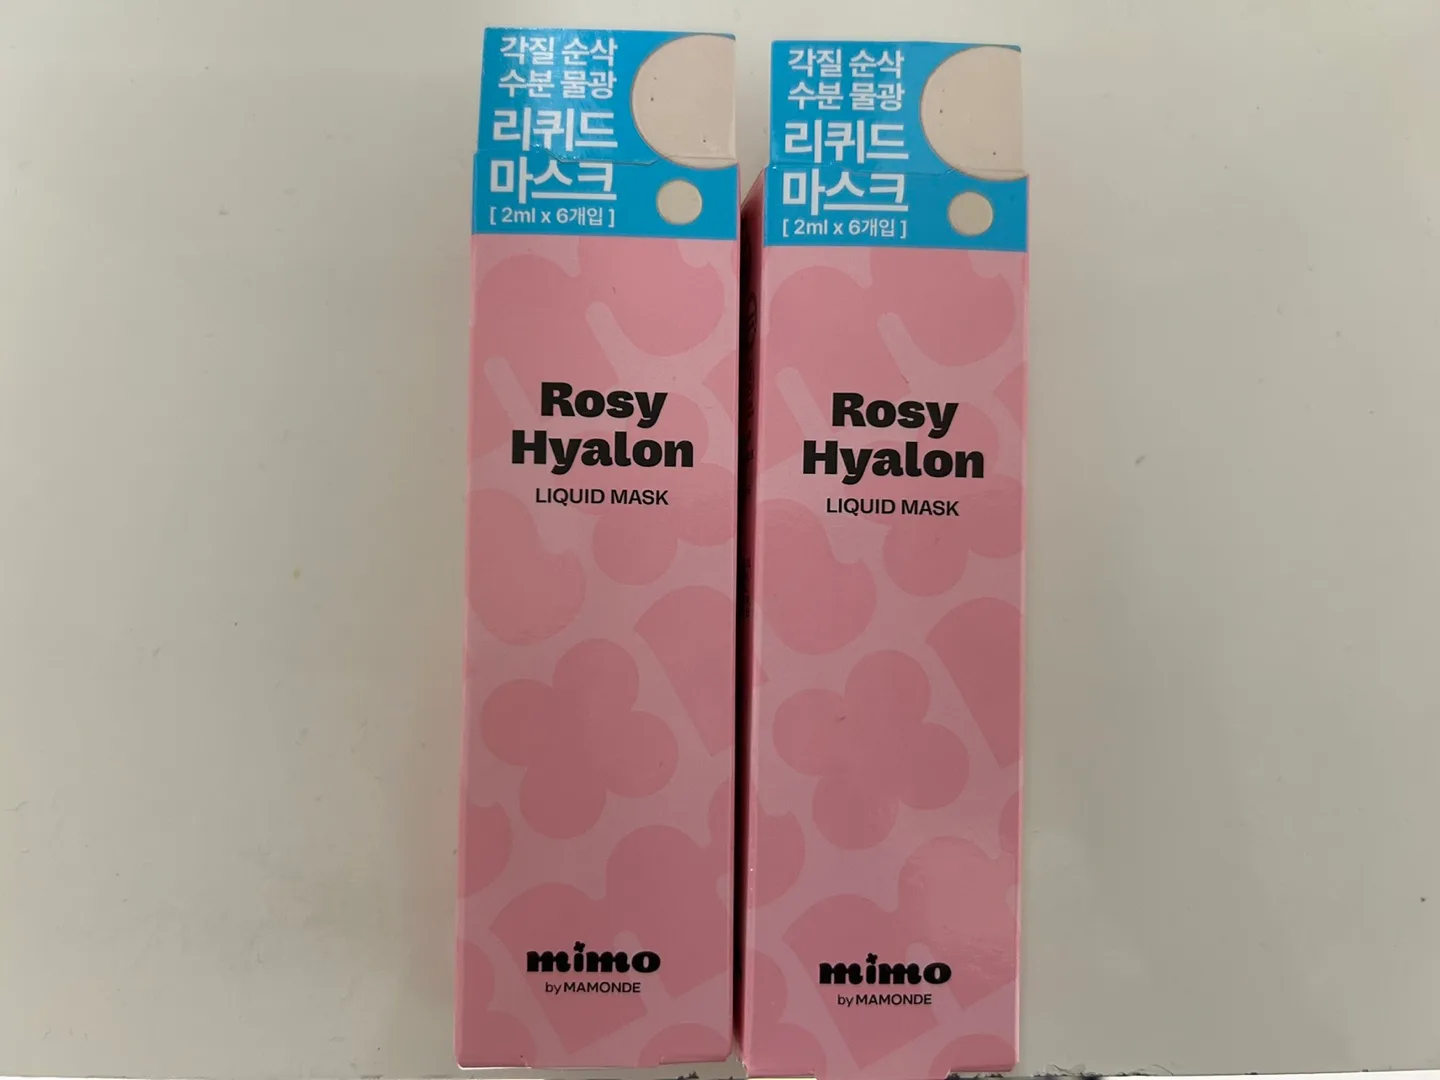 각질 순삭
수분 물광
리퀴드
마스크
[ 2ml x 6개입 ]
Rosy
Hyalon
LIQUID MASK
mimo
by MAMONDE
각질 순삭
수분 물광
리퀴드
마스크
[ 2ml x 6개입 ]
Rosy
Hyalon
LIQUID MASK
mimo
by MAMONDE